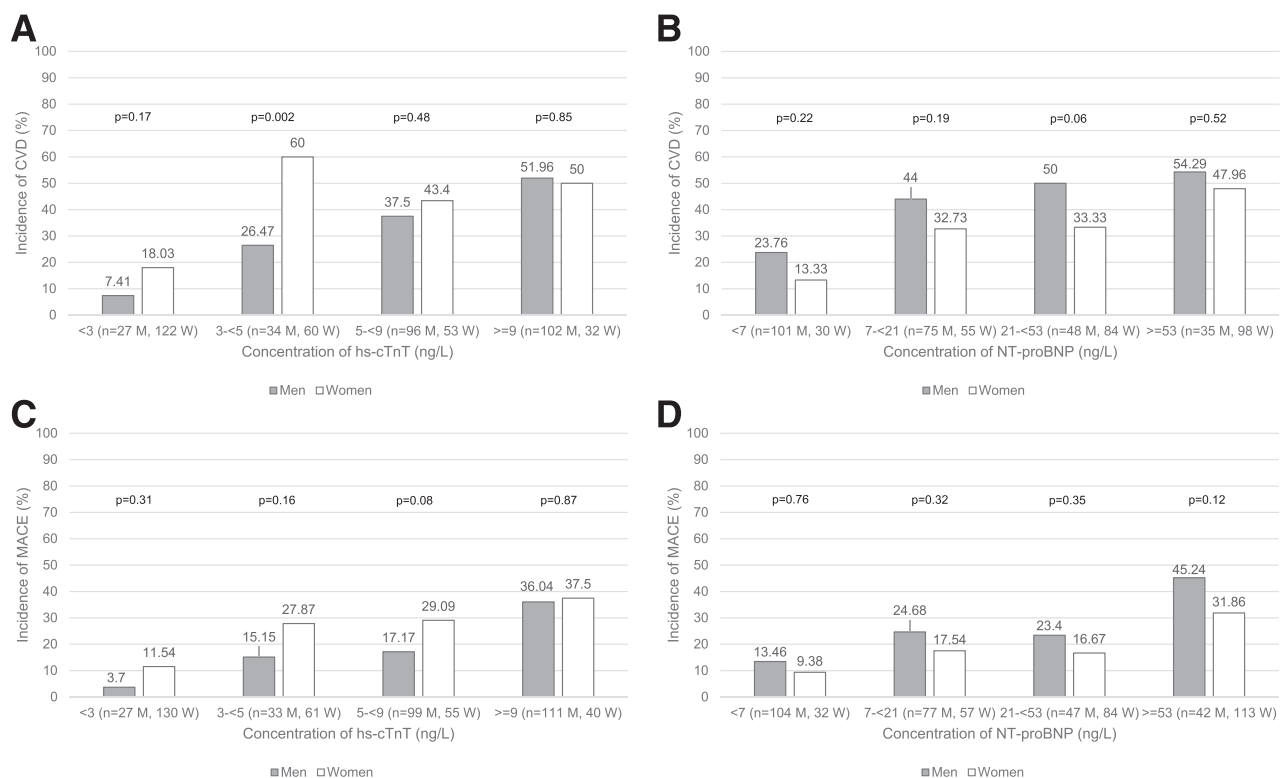 A
100
90
80
70
60
50
40
30
20
10
0
Incidence of CVD (%)
p=0.17 p=0.002 p=0.48 p=0.85
7.41 18.03 26.47 60 37.5 43.4 51.96 50
<3 (n=27 M, 122 W) 3-<5 (n=34 M, 60 W) 5-<9 (n=96 M, 53 W) >=9 (n=102 M, 32 W)
Concentration of hs-cTnT (ng/L)
Men Women
B
100
90
80
70
60
50
40
30
20
10
0
Incidence of CVD (%)
p=0.22 p=0.19 p=0.06 p=0.52
23.76 13.33 44 32.73 50 33.33 54.29 47.96
<7 (n=101 M, 30 W) 7-<21 (n=75 M, 55 W) 21-<53 (n=48 M, 84 W) >=53 (n=35 M, 98 W)
Concentration of NT-proBNP (ng/L)
Men Women
C
100
90
80
70
60
50
40
30
20
10
0
Incidence of MACE (%)
p=0.31 p=0.16 p=0.08 p=0.87
3.7 11.54 15.15 27.87 17.17 29.09 36.04 37.5
<3 (n=27 M, 130 W) 3-<5 (n=33 M, 61 W) 5-<9 (n=99 M, 55 W) >=9 (n=111 M, 40 W)
Concentration of hs-cTnT (ng/L)
Men Women
D
100
90
80
70
60
50
40
30
20
10
0
Incidence of MACE (%)
p=0.76 p=0.32 p=0.35 p=0.12
13.46 9.38 24.68 17.54 23.4 16.67 45.24 31.86
<7 (n=104 M, 32 W) 7-<21 (n=77 M, 57 W) 21-<53 (n=47 M, 84 W) >=53 (n=42 M, 113 W)
Concentration of NT-proBNP (ng/L)
Men Women